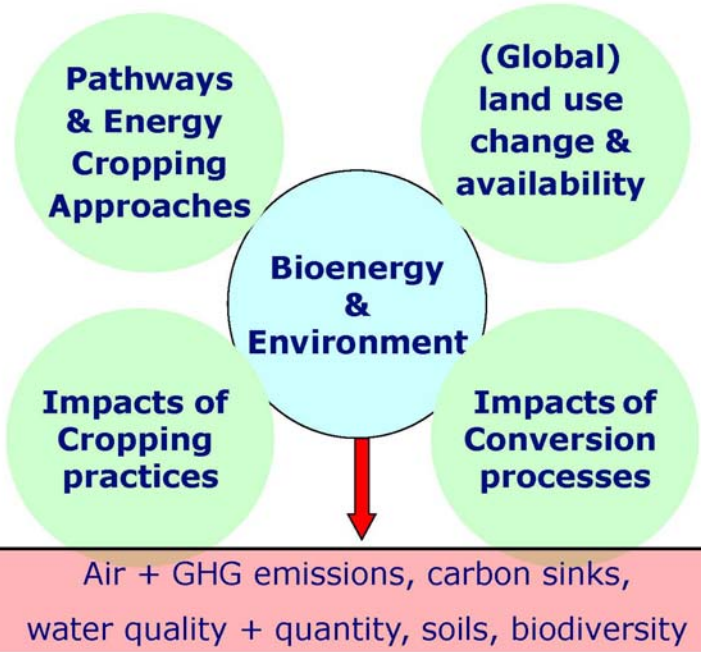 Pathways
& Energy
Cropping
Approaches
(Global)
land use
change &
availability
Bioenergy
&
Environment
Impacts of
Cropping
practices
Impacts of
Conversion
processes
Air + GHG emissions, carbon sinks,
water quality + quantity, soils, biodiversity